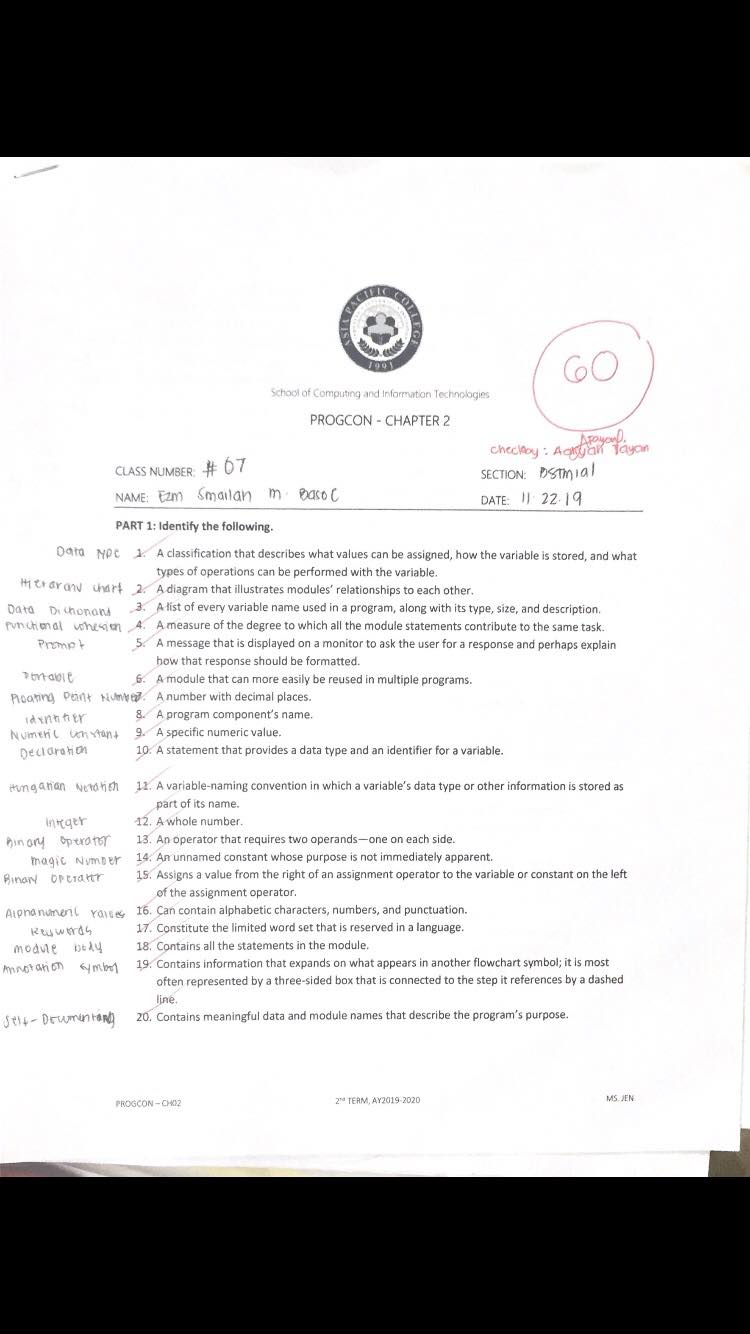 ASIA PACIFIC COLLEGE
1991
School of Computing and Information Technologies
PROGCON - CHAPTER 2
60
CLASS NUMBER: # 07
SECTION:
NAME: Ezm Smailah M. Basoc
DATE: 11.22.19
PART 1: Identify the following.
1. A classification that describes what values can be assigned, how the variable is stored, and what
types of operations can be performed with the variable.
Hierarchy chart 2. A diagram that illustrates modules' relationships to each other.
3. A list of every variable name used in a program, along with its type, size, and description.
Functional cohesion 4. A measure of the degree to which all the module statements contribute to the same task.
Prompt 5. A message that is displayed on a monitor to ask the user for a response and perhaps explain
how that response should be formatted.
Portable 6. A module that can more easily be reused in multiple programs.
Floating Point Number 7. A number with decimal places.
Identifier 8. A program component's name.
Numeric constant 9. A specific numeric value.
Declaration 10. A statement that provides a data type and an identifier for a variable.
Hungarian Notation 11. A variable-naming convention in which a variable's data type or other information is stored as
part of its name.
Integer 12. A whole number.
Binary Operator 13. An operator that requires two operands—one on each side.
magic Number 14. An unnamed constant whose purpose is not immediately apparent.
Binary Operator 15. Assigns a value from the right of an assignment operator to the variable or constant on the left
of the assignment operator.
Alphanumeric values 16. Can contain alphabetic characters, numbers, and punctuation.
Keywords 17. Constitute the limited word set that is reserved in a language.
module body 18. Contains all the statements in the module.
Annotation symbol 19. Contains information that expands on what appears in another flowchart symbol; it is most
often represented by a three-sided box that is connected to the step it references by a dashed
line.
Self-Documenting 20. Contains meaningful data and module names that describe the program's purpose.
PROGCON – CH02
2nd TERM, AY2019-2020
MS. JEN